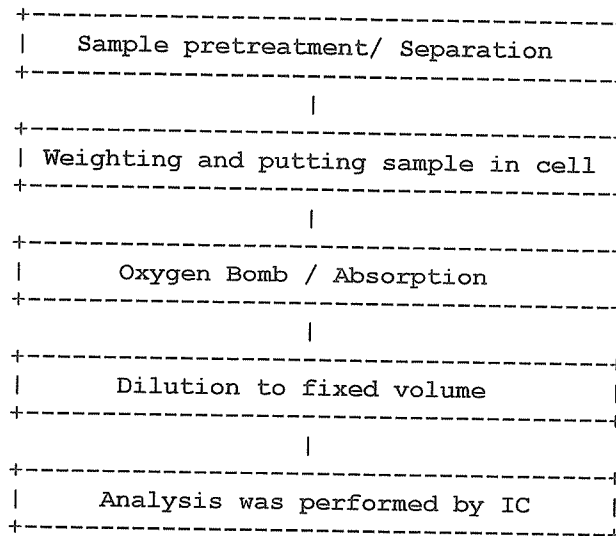 Sample pretreatment/ Separation
Weighting and putting sample in cell
Oxygen Bomb / Absorption
Dilution to fixed volume
Analysis was performed by IC